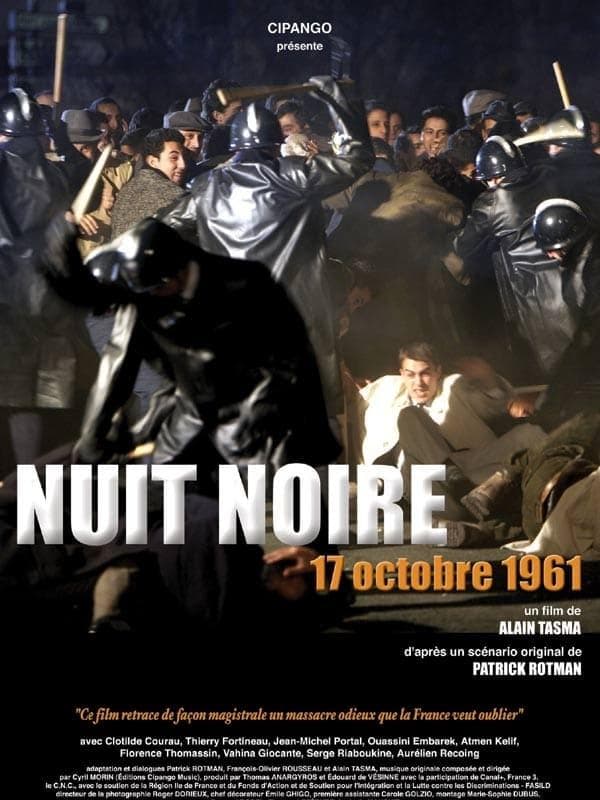 CIPANGO
présente
NUIT NOIRE
17 octobre 1961
un film de
ALAIN TASMA
d'après un scénario original de
PATRICK ROTMAN
"Ce film retrace de façon magistrale un massacre odieux que la France veut oublier"
avec Clotilde Courau, Thierry Fortineau, Jean-Michel Portal, Ouassini Embarek, Atmen Kelif,
Florence Thomassin, Vahina Giocante, Serge Riaboukine, Aurélien Recoing
adaptation et dialogues Patrick ROTMAN, François-Olivier ROUSSEAU et Alain TASMA, musique originale composée et dirigée
par Cyril MORIN (Éditions Cipango Music), produit par Thomas ANARGYROS et Édouard de VÉSINNE avec la participation de Canal+, France 3,
le C.N.C., avec le soutien de la Région Ile de France et du Fonds d'Action et de Soutien pour l'Intégration et la Lutte contre les Discriminations - FASILD
directeur de la photographie Roger DORIEUX, chef décorateur Émile GHIGO, première assistante Carole GOLZIO, montage Marie-Sophie DUBUS,